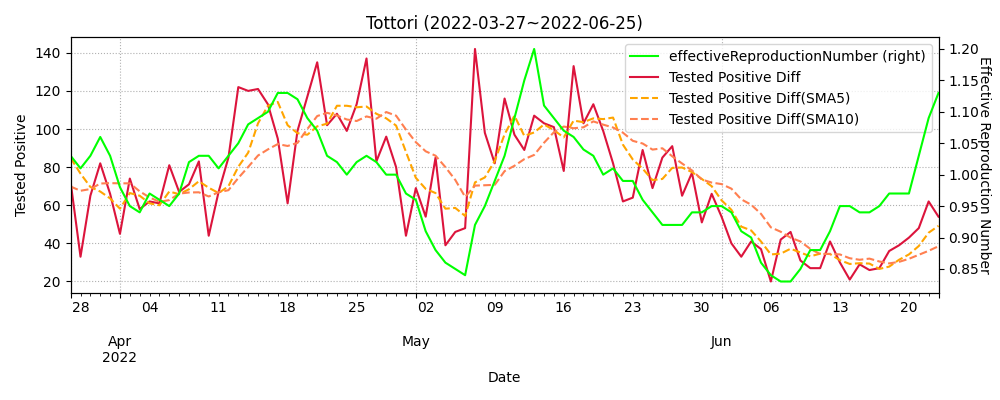 Tottori (2022-03-27~2022-06-25)
effectiveReproductionNumber (right)
Tested Positive Diff
Tested Positive Diff(SMA5)
Tested Positive Diff(SMA10)
Tested Positive
140
120
100
80
60
40
20
1.20
1.15
1.10
1.05
1.00
0.95
0.90
0.85
Effective Reproduction Number
28 04 11 18 25 02 09 16 23 30 06 13 20
Apr May Jun
2022
Date